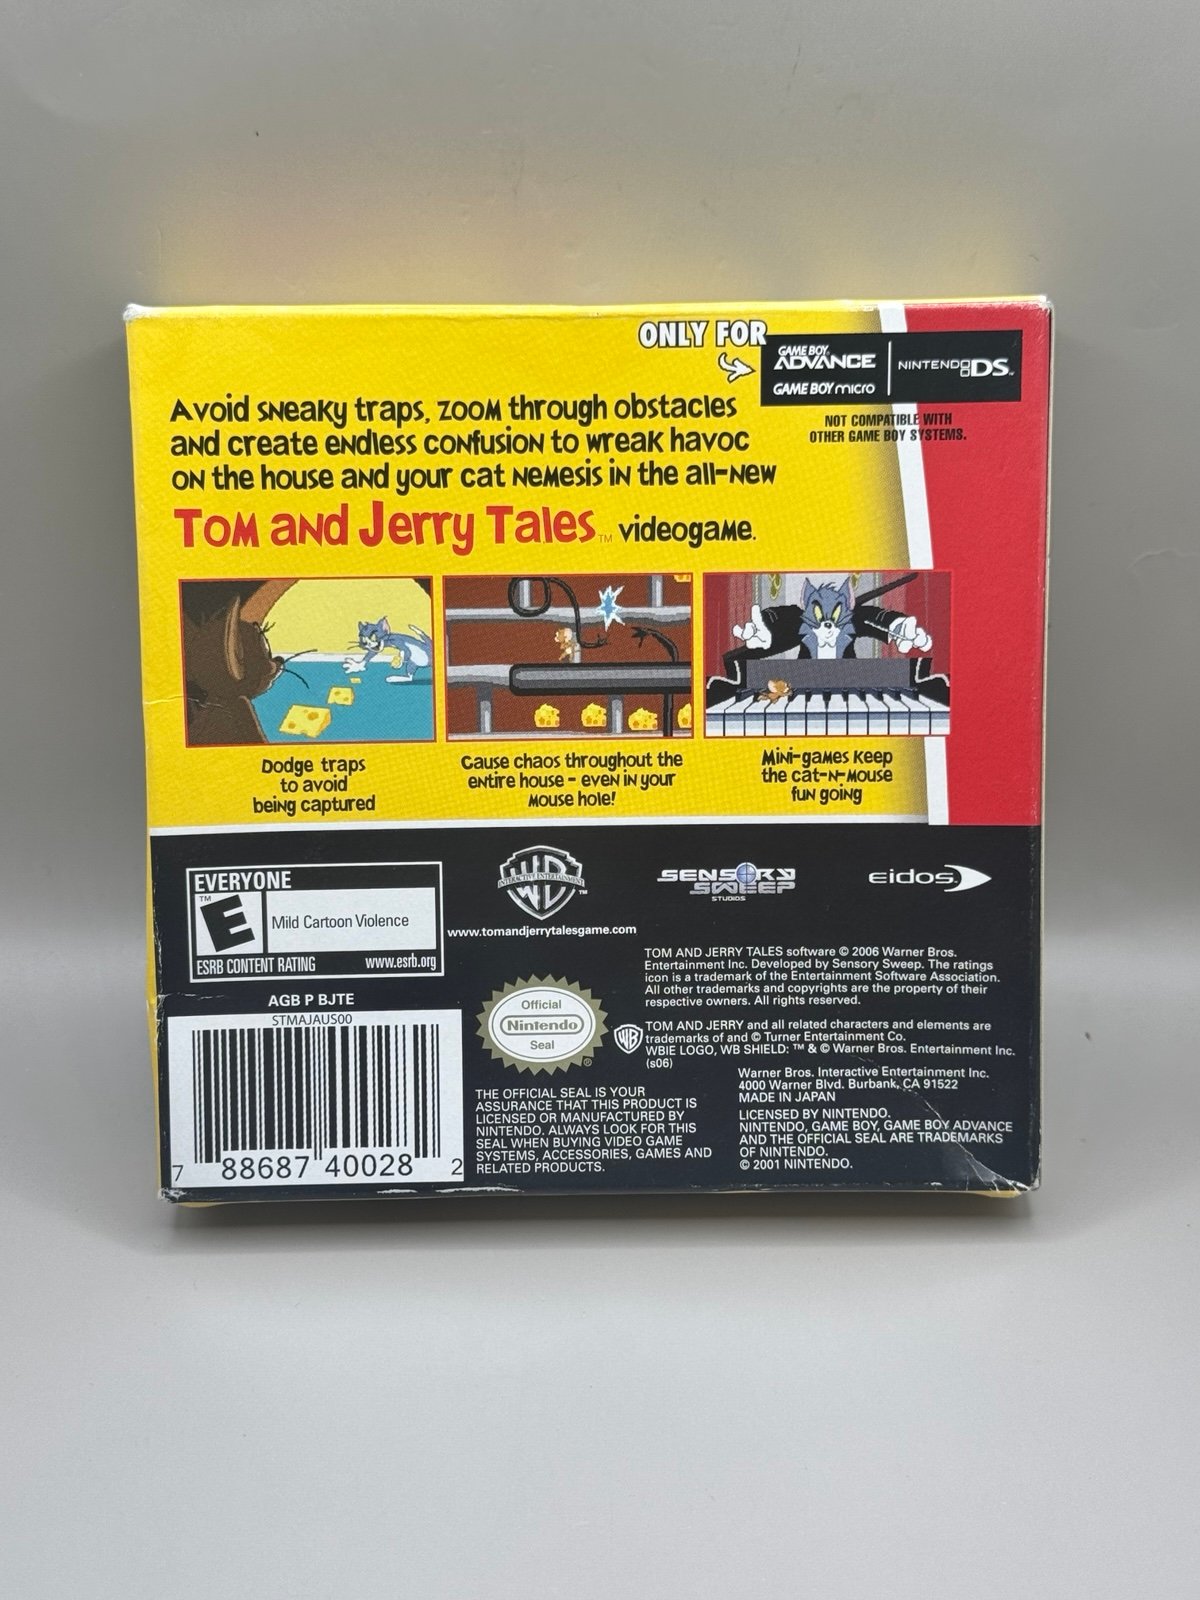 ONLY FOR
GAME BOY ADVANCE
GAME BOY micro
NINTENDO DS™
NOT COMPATIBLE WITH
OTHER GAME BOY SYSTEMS.
Avoid sneaky traps, zoom through obstacles
and create endless confusion to wreak havoc
on the house and your cat nemesis in the all-new
Tom and Jerry Tales™ videogame.
Dodge traps
to avoid
being captured
Cause chaos throughout the
entire house - even in your
mouse hole!
Mini-games keep
the cat-n-mouse
fun going
EVERYONE
E™
Mild Cartoon Violence
ESRB CONTENT RATING www.esrb.org
WB
INTERACTIVE ENTERTAINMENT
™
www.tomandjerrytalesgame.com
SENSORY
SWEEP
STUDIOS
eidos
TOM AND JERRY TALES software © 2006 Warner Bros.
Entertainment Inc. Developed by Sensory Sweep. The ratings
icon is a trademark of the Entertainment Software Association.
All other trademarks and copyrights are the property of their
respective owners. All rights reserved.
WB
TOM AND JERRY and all related characters and elements are
trademarks of and © Turner Entertainment Co.
WBIE LOGO, WB SHIELD: ™ & © Warner Bros. Entertainment Inc.
(s06)
Warner Bros. Interactive Entertainment Inc.
4000 Warner Blvd. Burbank, CA 91522
MADE IN JAPAN
LICENSED BY NINTENDO.
NINTENDO, GAME BOY, GAME BOY ADVANCE
AND THE OFFICIAL SEAL ARE TRADEMARKS
OF NINTENDO.
© 2001 NINTENDO.
AGB P BJTE
STMAJAUS00
7 88687 40028 2
Official
Nintendo
Seal
®
THE OFFICIAL SEAL IS YOUR
ASSURANCE THAT THIS PRODUCT IS
LICENSED OR MANUFACTURED BY
NINTENDO. ALWAYS LOOK FOR THIS
SEAL WHEN BUYING VIDEO GAME
SYSTEMS, ACCESSORIES, GAMES AND
RELATED PRODUCTS.